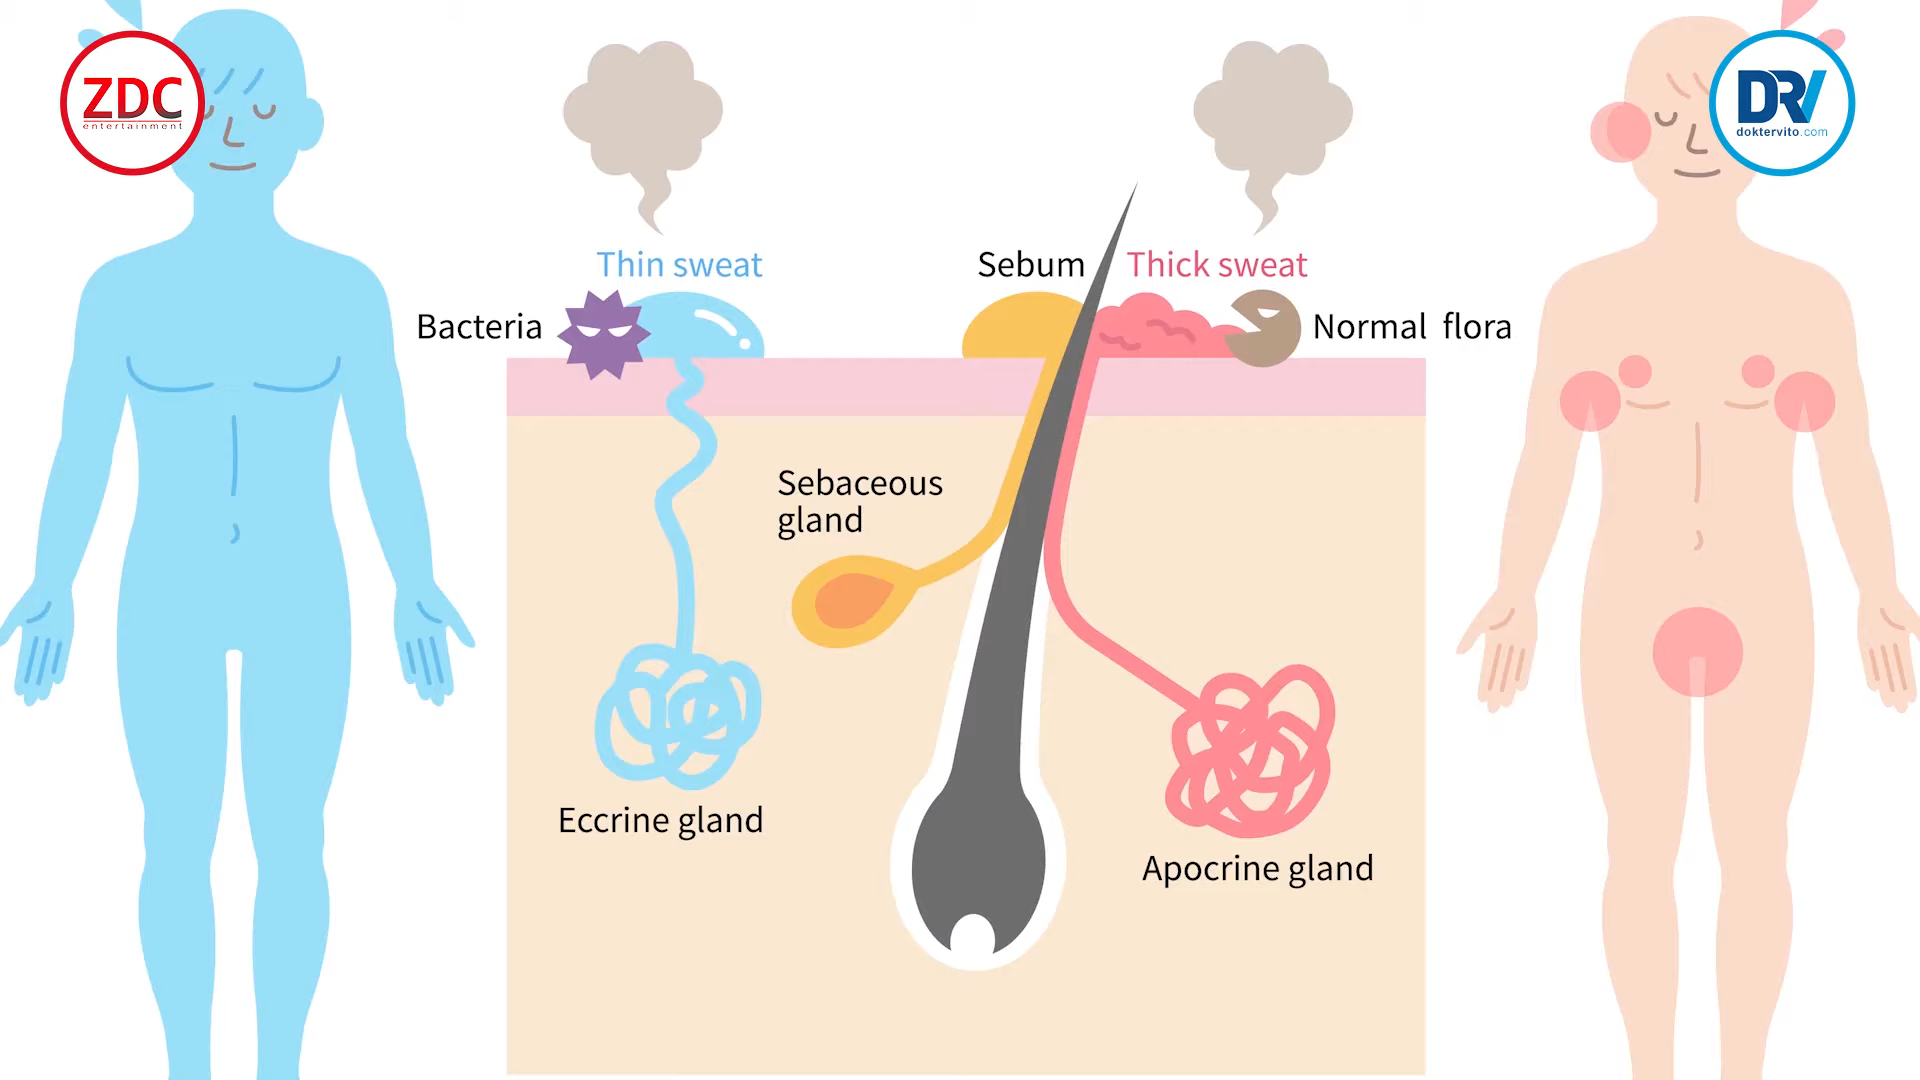 ZDC
entertainment
DRV
doktervito.com
Thin sweat
Sebum
Thick sweat
Bacteria
Normal flora
Sebaceous
gland
Eccrine gland
Apocrine gland